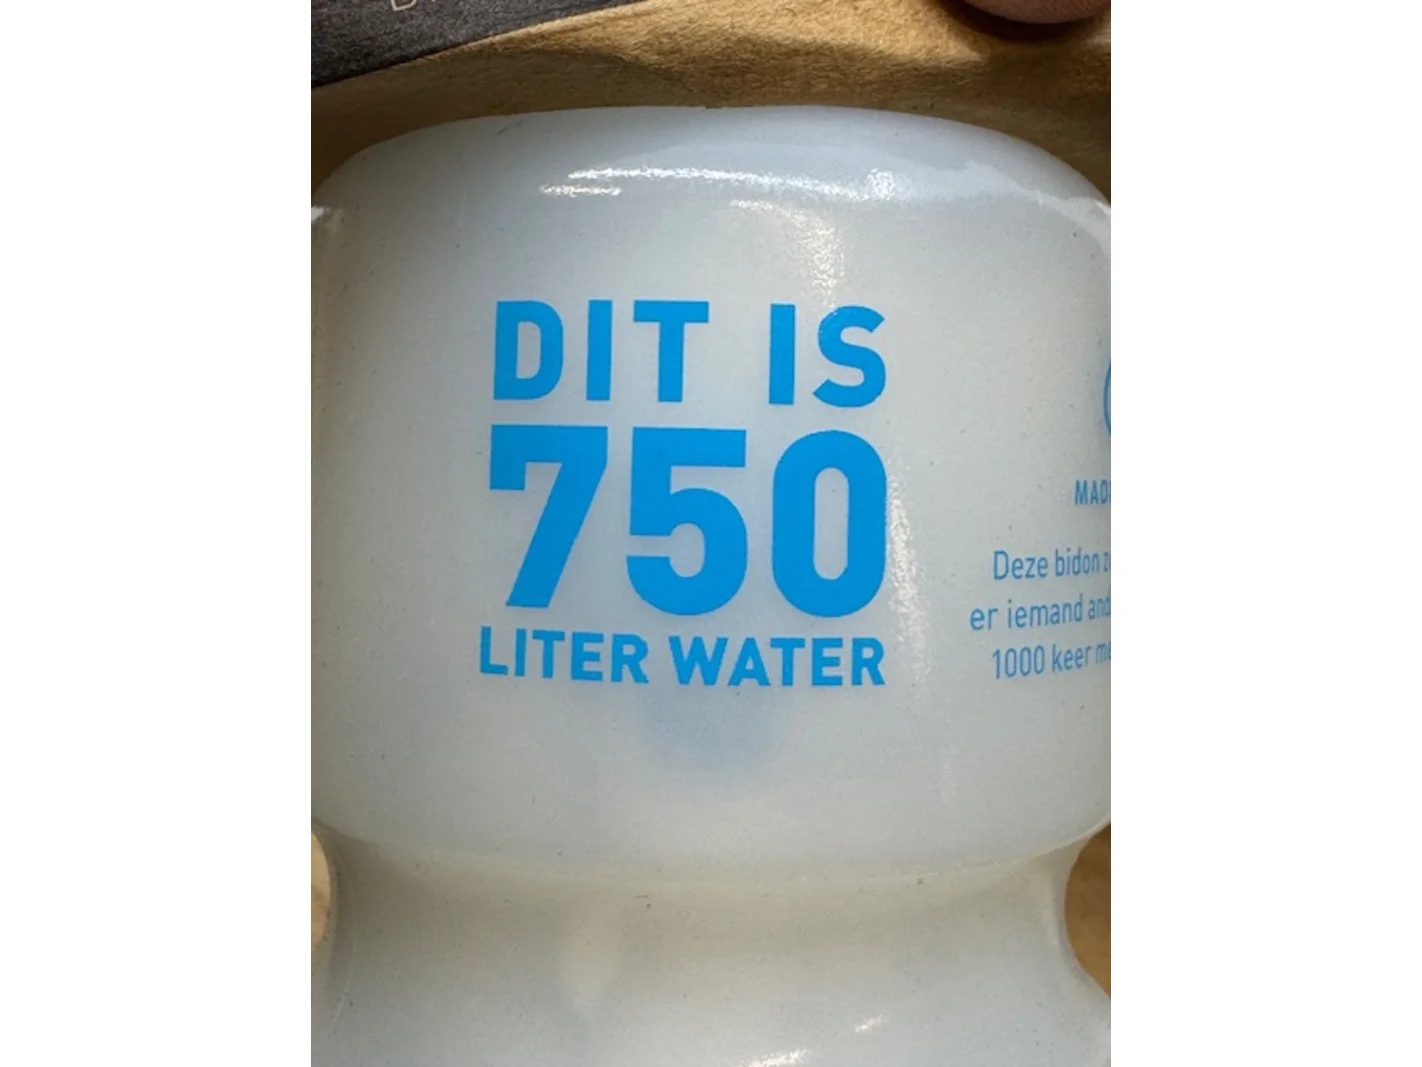 DIT IS
750
LITER WATER
Deze bidon
er iemand
1000 keer